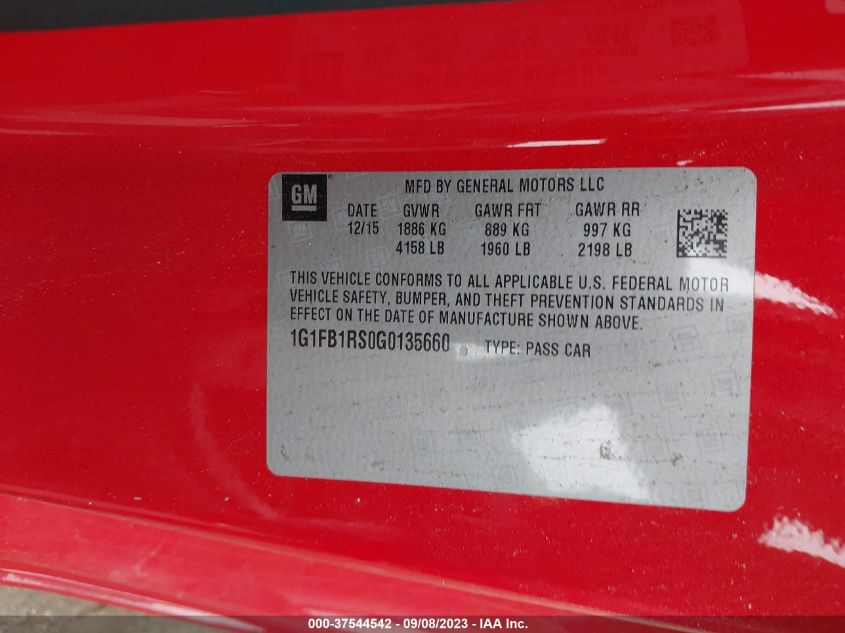 GM
MFD BY GENERAL MOTORS LLC
DATE GVWR GAWR FRT GAWR RR
12/15 1886 KG 889 KG 997 KG
4158 LB 1960 LB 2198 LB
THIS VEHICLE CONFORMS TO ALL APPLICABLE U.S. FEDERAL MOTOR
VEHICLE SAFETY, BUMPER, AND THEFT PREVENTION STANDARDS IN
EFFECT ON THE DATE OF MANUFACTURE SHOWN ABOVE.
1G1FB1RS0G0135660 TYPE: PASS CAR
000-37544542 - 09/08/2023 - IAA Inc.